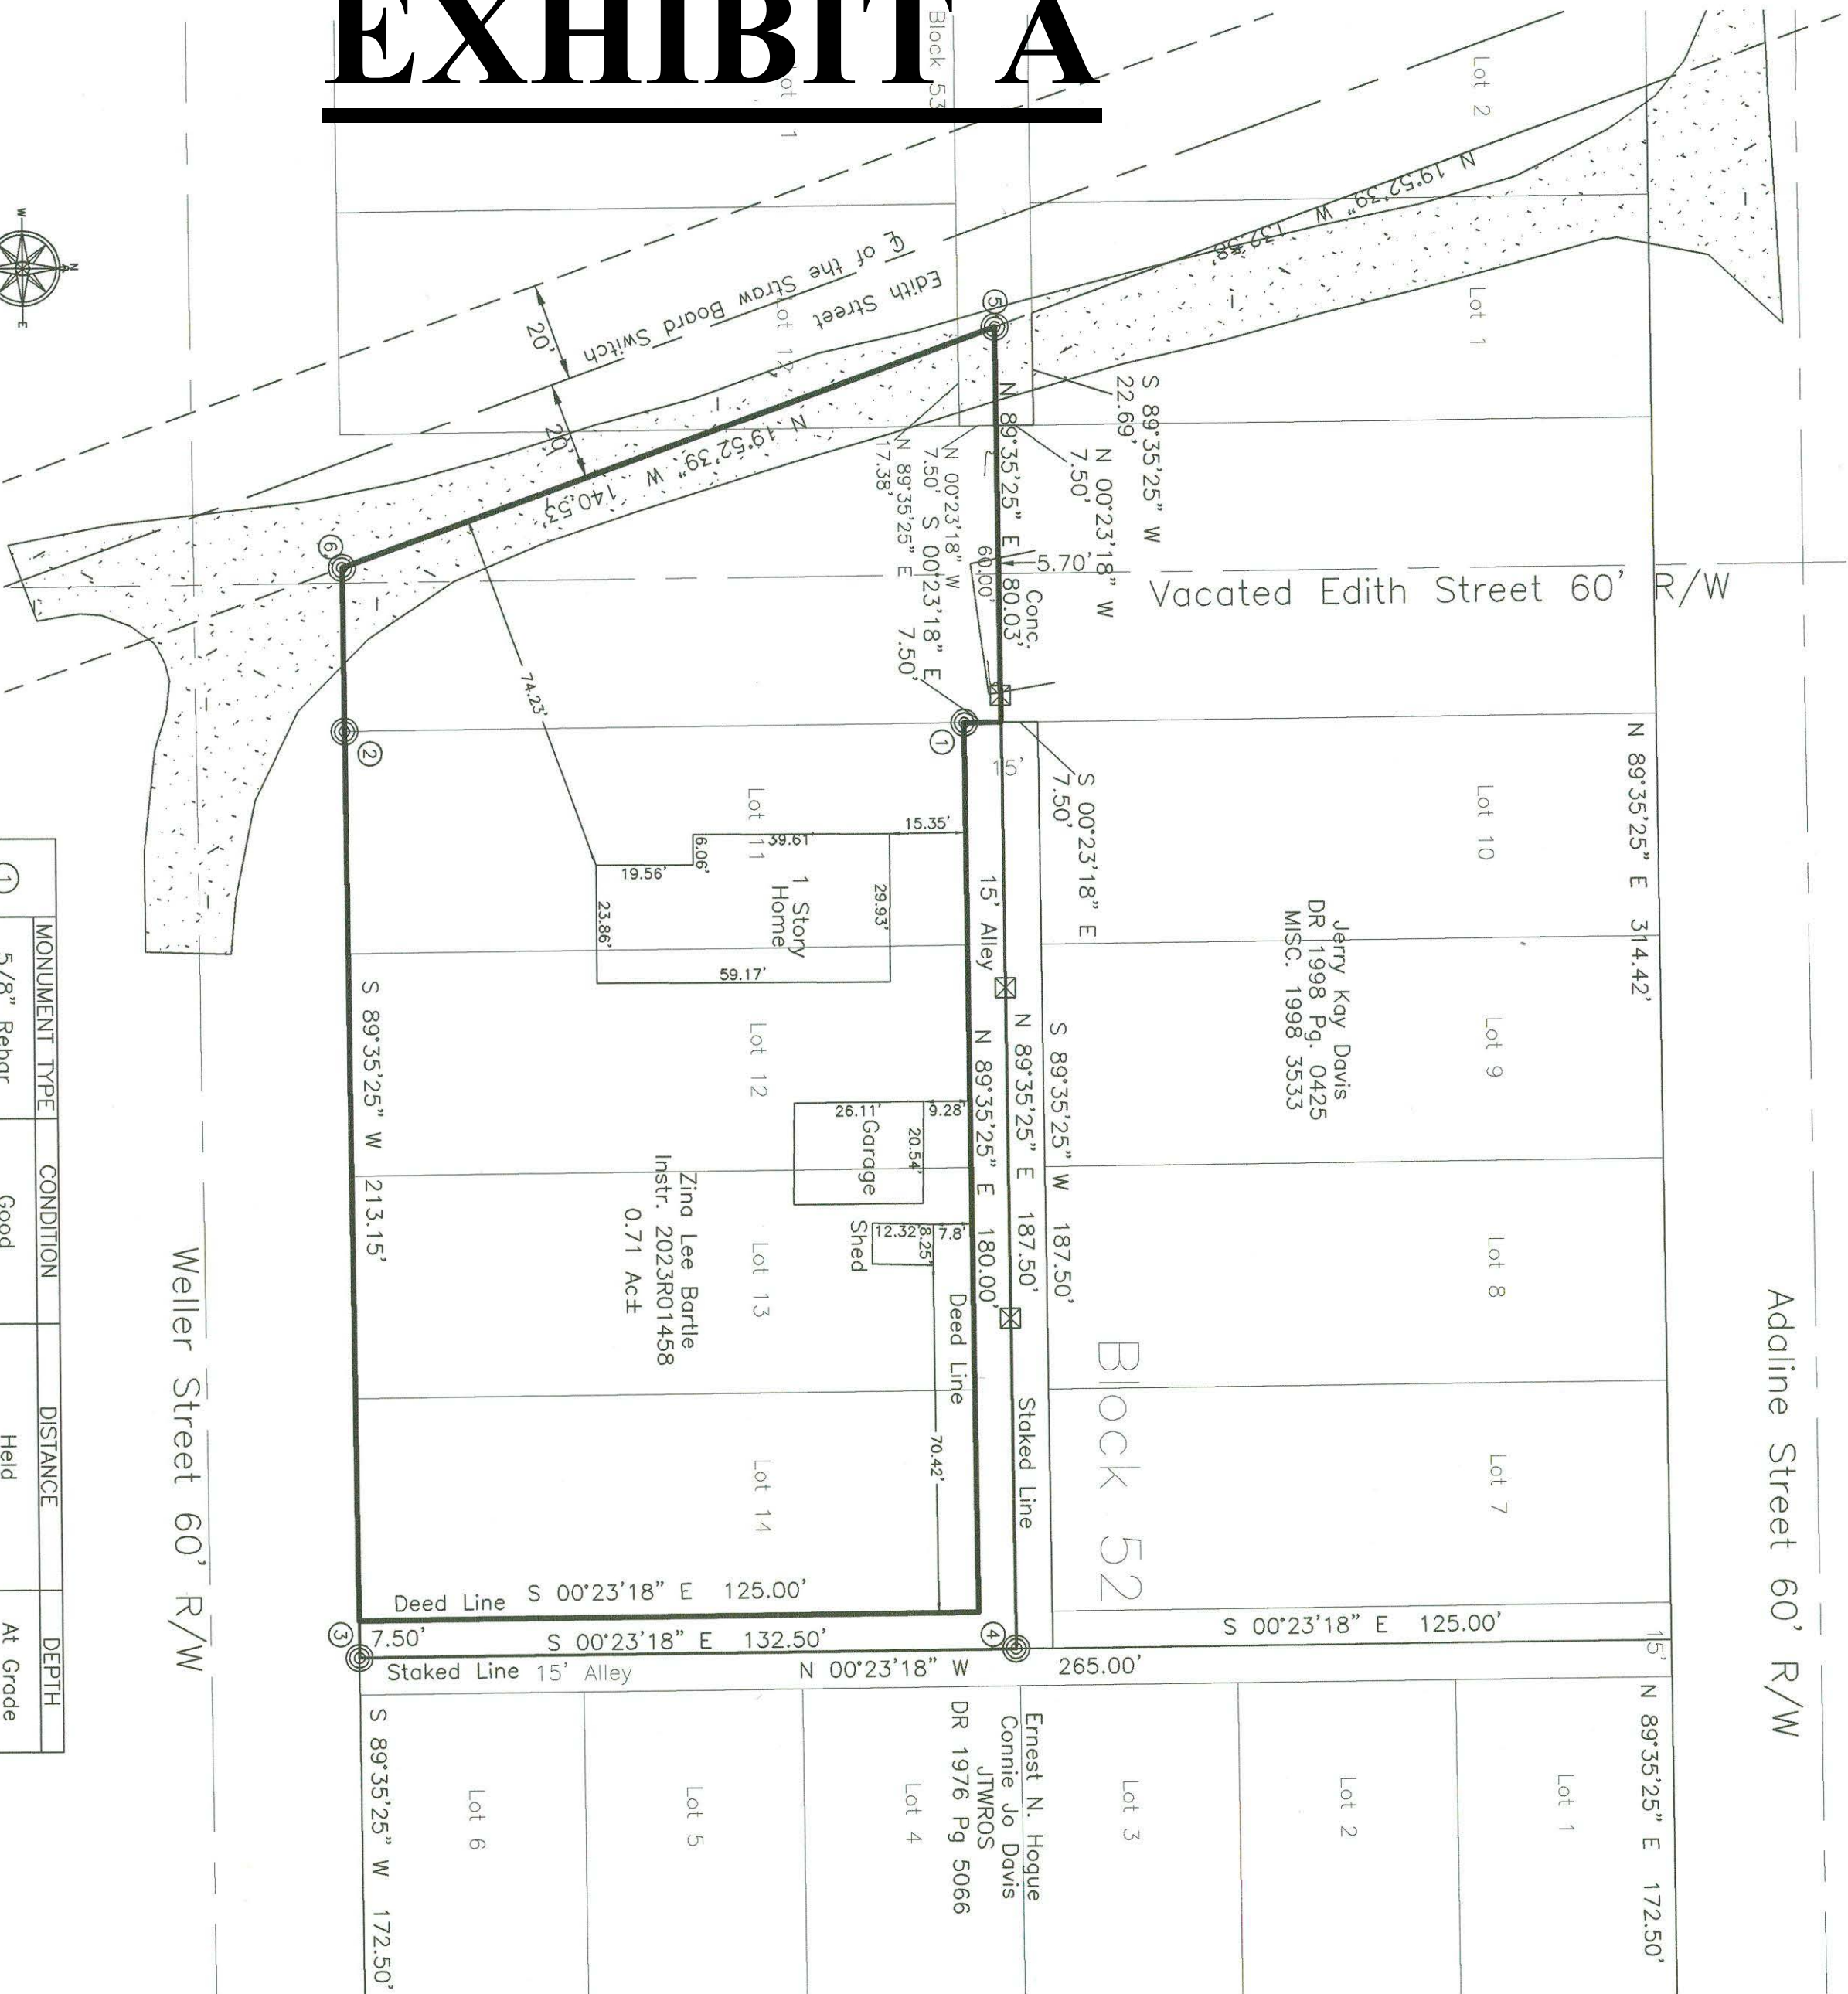 EXHIBIT A
Block 53
Lot 1
Lot 2
Lot 1
Lot 12
N 19°52'39" W 132.58'
℄ of the Straw Board Switch
Edith Street
20'
20'
N 19°52'39" W 140.53'
W
N
E
5
6
2
1
3
4
S 89°35'25" W
22.69'
N 00°23'18" W
7.50'
N 89°35'25" E 80.03'
Conc.
5.70'
60.00'
N 00°23'18" W
7.50'
S 00°23'18" E
7.50'
N 89°35'25" E
17.38'
Vacated Edith Street 60' R/W
N 89°35'25" E 314.42'
S 00°23'18" E
7.50'
15'
74.23'
15.35'
39.61'
6.06'
19.56'
29.93'
23.86'
59.17'
1 Story
Home
Lot 11
Lot 12
Lot 13
Lot 14
Lot 10
Lot 9
Lot 8
Lot 7
Jerry Kay Davis
DR 1998 Pg. 0425
MISC. 1998 3533
15' Alley
N 89°35'25" E 180.00'
N 89°35'25" E 187.50'
S 89°35'25" W 187.50'
26.11'
9.28'
20.54'
Garage
12.32'
8.25'
7.8'
Shed
70.42'
Deed Line
Staked Line
Block 52
Zina Lee Bartle
Instr. 2023R01458
0.71 Ac±
S 89°35'25" W 213.15'
Weller Street 60' R/W
Adaline Street 60' R/W
Deed Line S 00°23'18" E 125.00'
7.50'
S 00°23'18" E 132.50'
Staked Line 15' Alley
N 00°23'18" W 265.00'
S 00°23'18" E 125.00'
15'
S 89°35'25" W 172.50'
N 89°35'25" E 172.50'
Ernest N. Hogue
Connie Jo Davis
JTWROS
DR 1976 Pg 5066
Lot 6
Lot 5
Lot 4
Lot 3
Lot 2
Lot 1
MONUMENT TYPE CONDITION DISTANCE DEPTH
1 5/8" Rebar Good Held At Grade